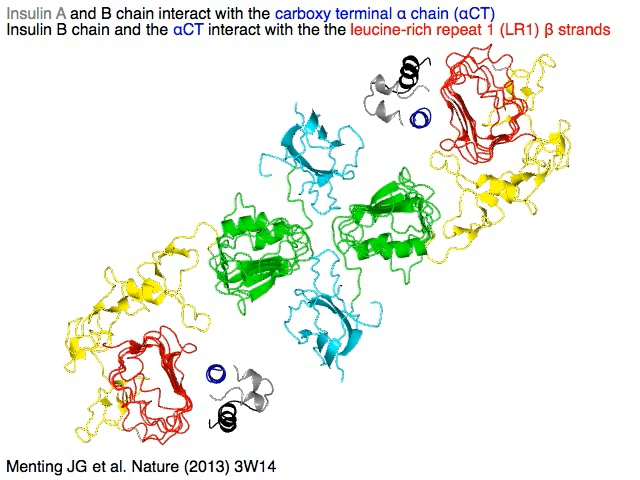 Insulin A and B chain interact with the carboxy terminal α chain (αCT)
Insulin B chain and the αCT interact with the the leucine-rich repeat 1 (LR1) β strands
Menting JG et al. Nature (2013) 3W14